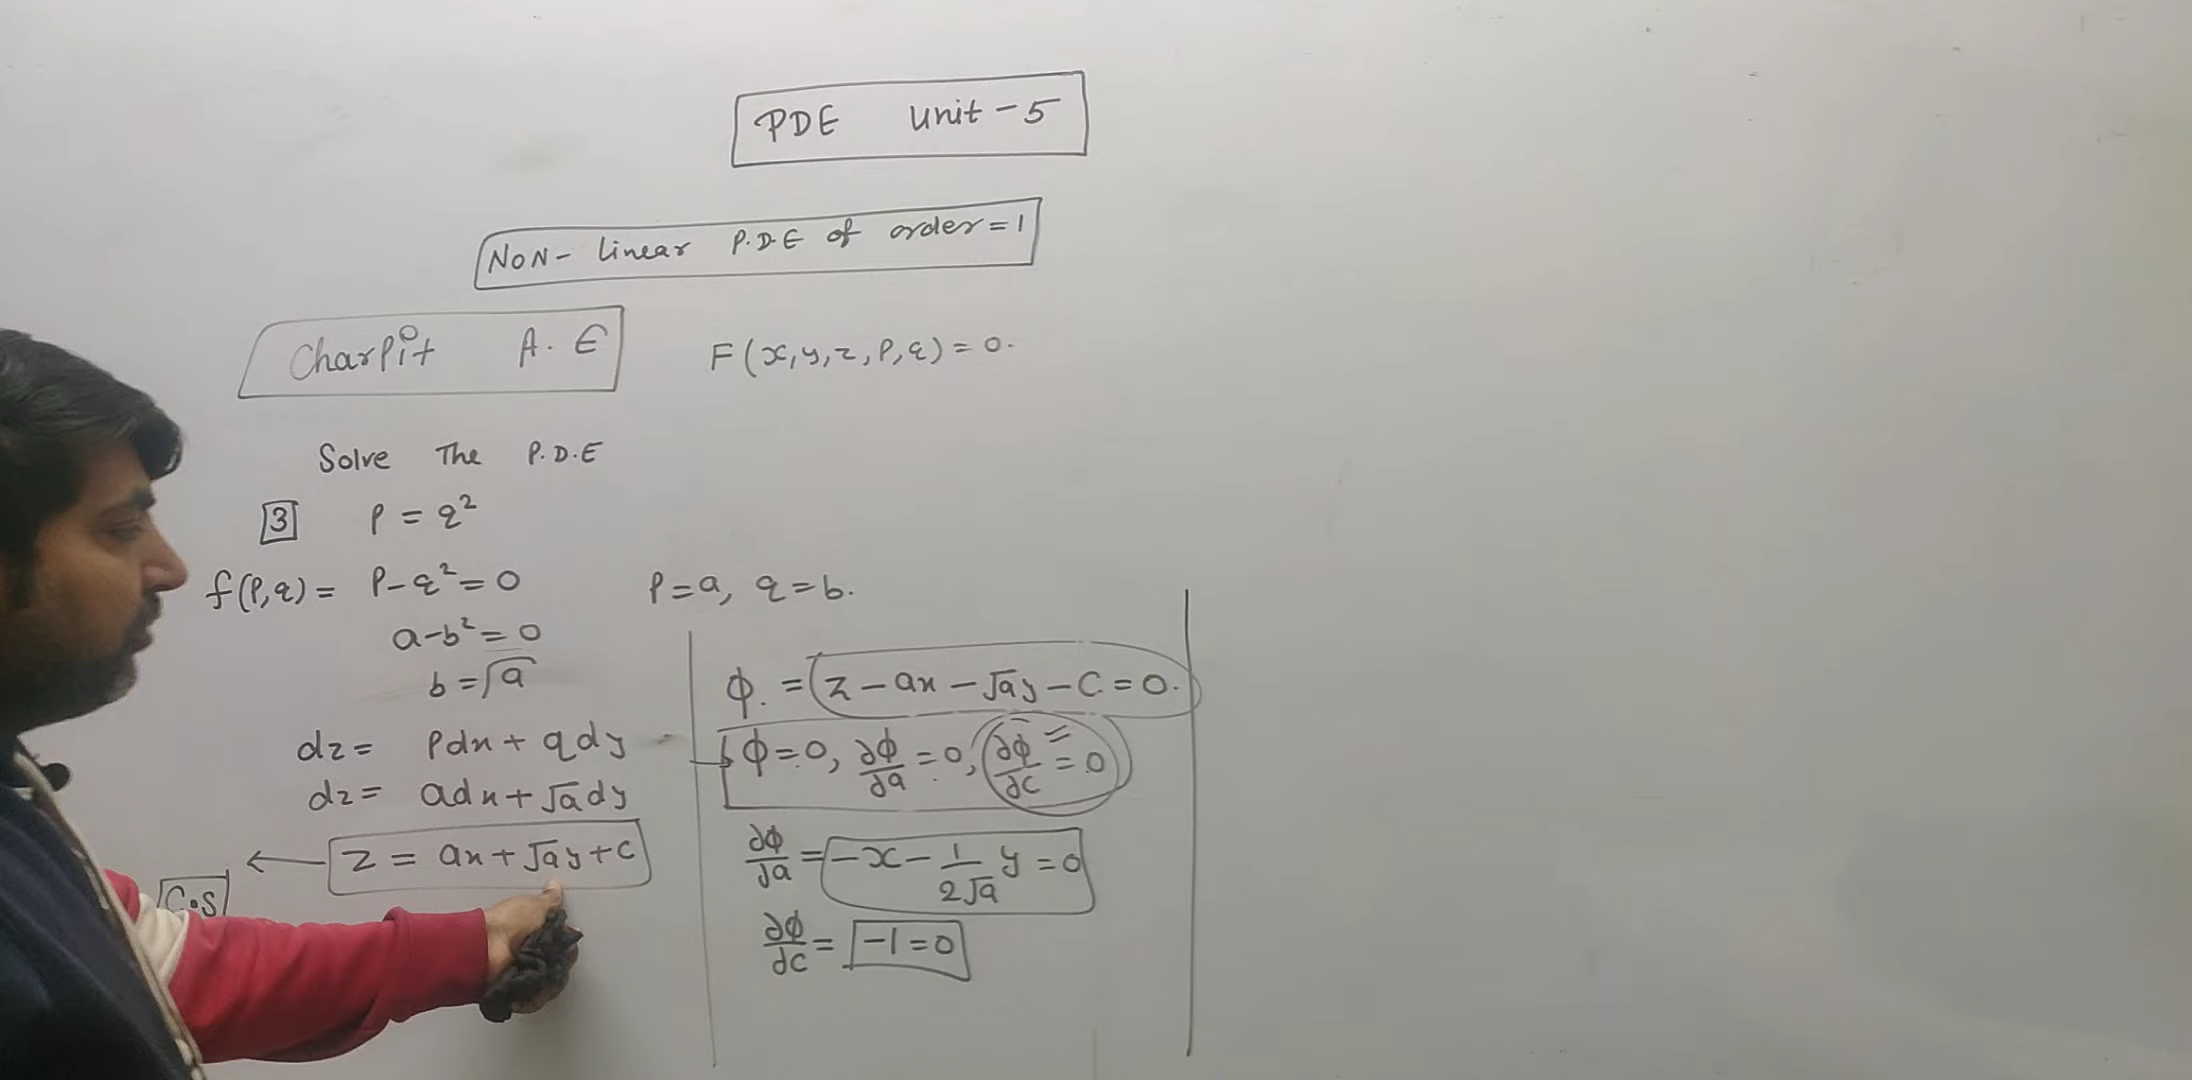 PDE Unit - 5
NON- linear P.D.E of order = 1
Charpit A. E
F(x,y,z,p,q) = 0.
Solve The P.D.E
3 p = q²
f(p,q) = p - q² = 0
p = a, q = b.
a - b² = 0
b = √a
dz = pdx + qdy
dz = adx + √a dy
z = ax + √a y + c
C.S
ϕ. = z - ax - √a y - c = 0.
ϕ = 0, ∂ϕ/∂a = 0, ∂ϕ/∂c = 0
∂ϕ/∂a = -x - 1/2√a y = 0
∂ϕ/∂c = -1 = 0